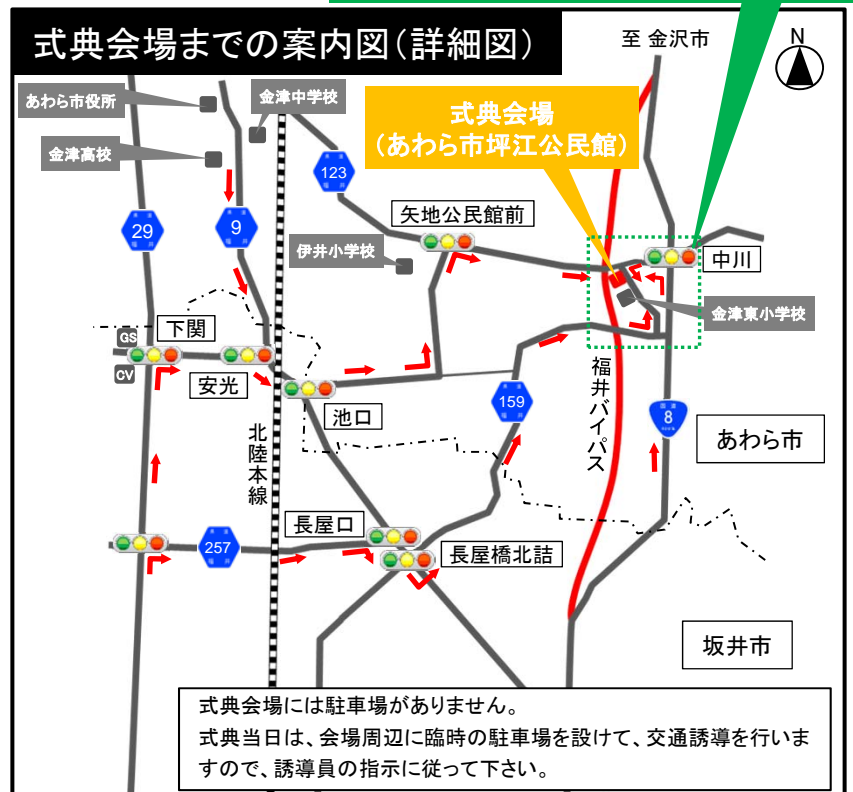 式典会場までの案内図(詳細図)
至 金沢市
N
あわら市役所
金津中学校
金津高校
式典会場
(あわら市坪江公民館)
123
29
福井
9
福井
矢地公民館前
伊井小学校
中川
金津東小学校
GS
下関
CV
安光
池口
159
福井バイパス
国道
8
あわら市
北陸本線
257
長屋口
長屋橋北詰
坂井市
式典会場には駐車場がありません。
式典当日は、会場周辺に臨時の駐車場を設けて、交通誘導を行いま
すので、誘導員の指示に従って下さい。